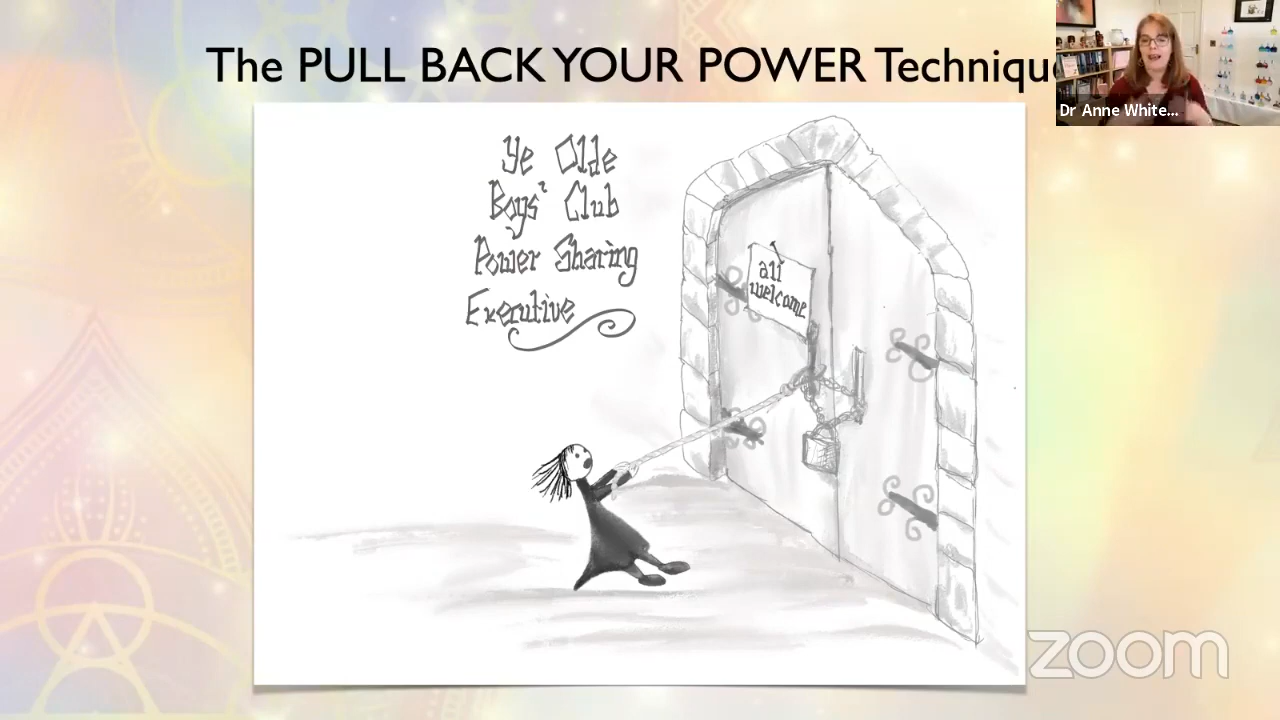 The PULL BACK YOUR POWER Techniqu
Dr Anne White...
Ye Olde
Boys' Club
Power Sharing
Executive
all
welcome
zoom